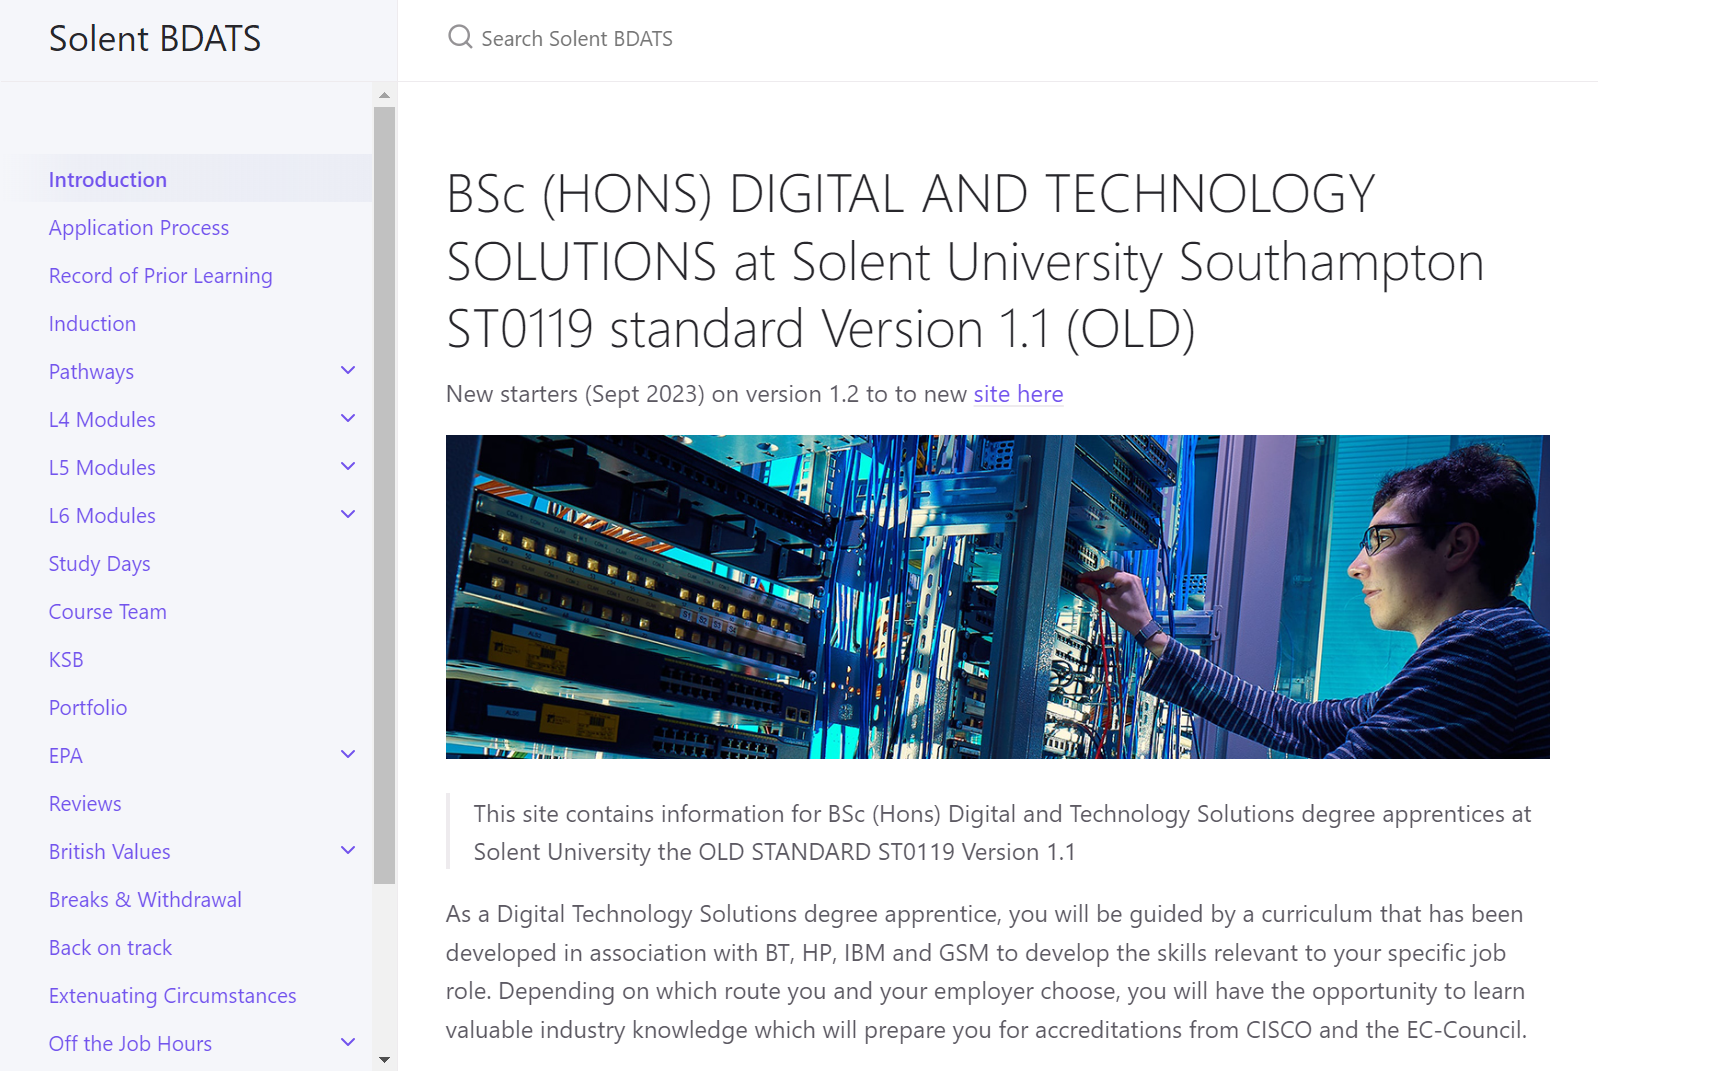 Solent BDATS
Search Solent BDATS
Introduction
Application Process
Record of Prior Learning
Induction
Pathways
L4 Modules
L5 Modules
L6 Modules
Study Days
Course Team
KSB
Portfolio
EPA
Reviews
British Values
Breaks & Withdrawal
Back on track
Extenuating Circumstances
Off the Job Hours
BSc (HONS) DIGITAL AND TECHNOLOGY
SOLUTIONS at Solent University Southampton
ST0119 standard Version 1.1 (OLD)
New starters (Sept 2023) on version 1.2 to to new site here
This site contains information for BSc (Hons) Digital and Technology Solutions degree apprentices at
Solent University the OLD STANDARD ST0119 Version 1.1
As a Digital Technology Solutions degree apprentice, you will be guided by a curriculum that has been
developed in association with BT, HP, IBM and GSM to develop the skills relevant to your specific job
role. Depending on which route you and your employer choose, you will have the opportunity to learn
valuable industry knowledge which will prepare you for accreditations from CISCO and the EC-Council.